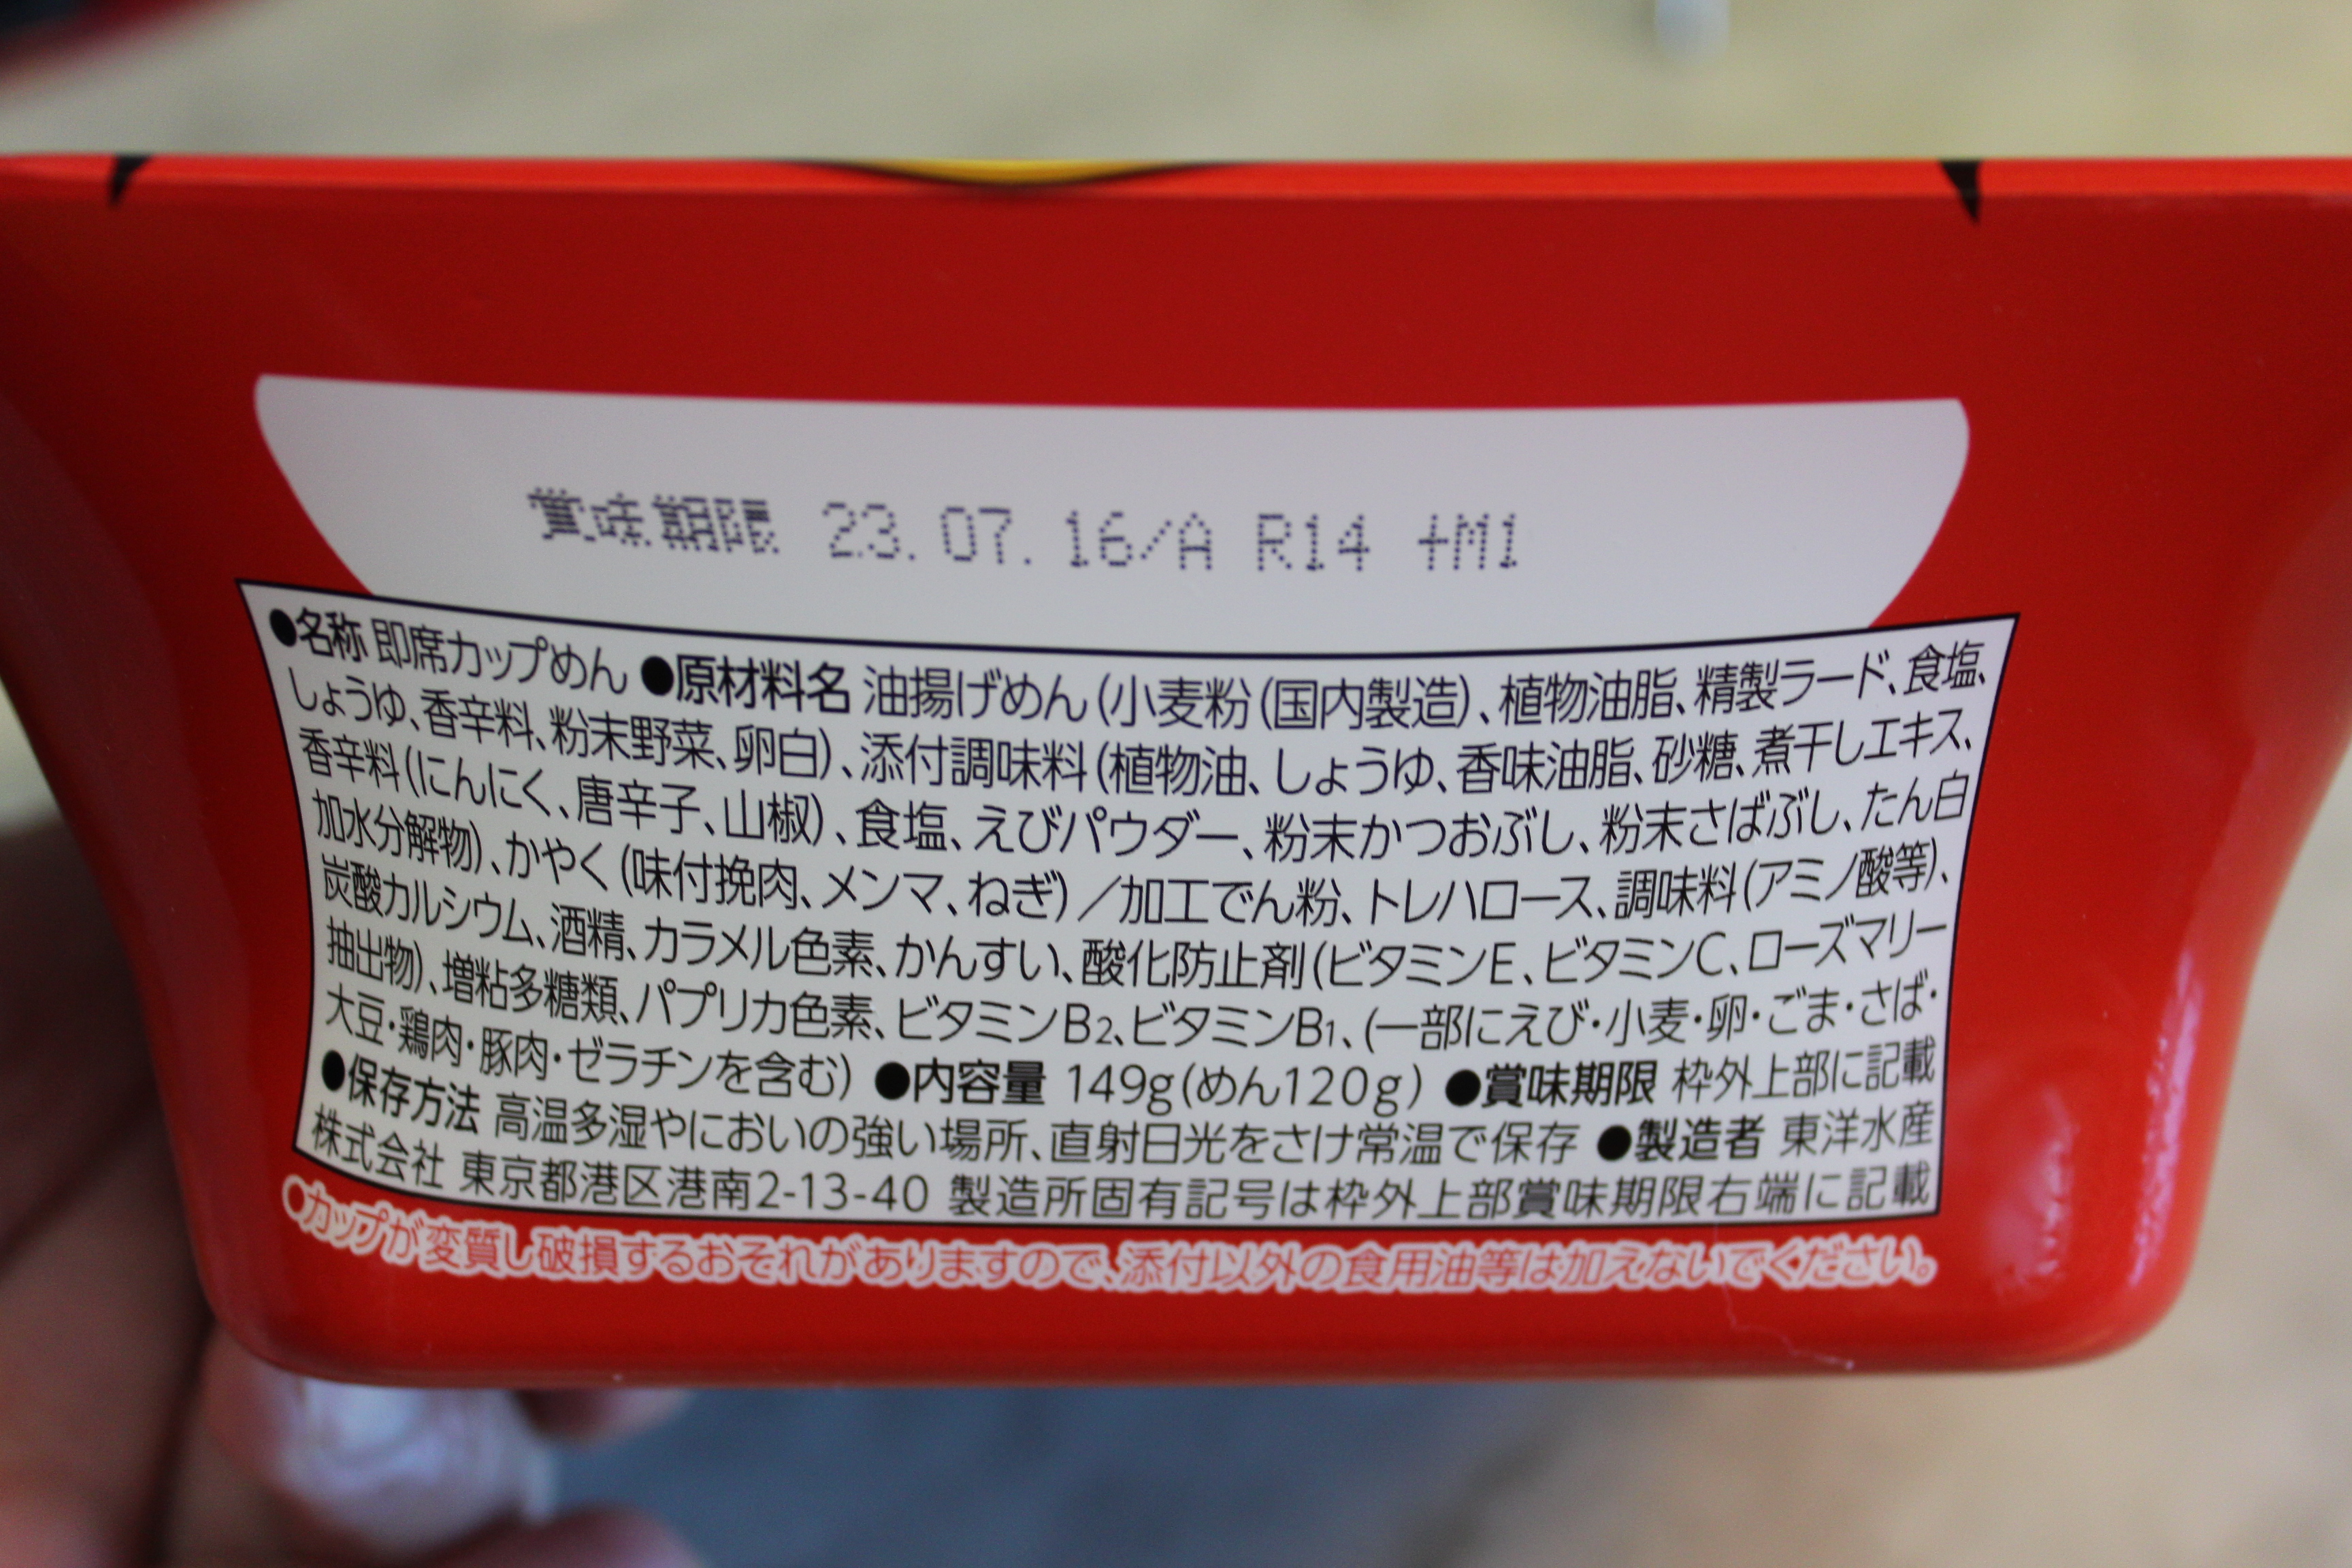 賞味期限 23.07.16/A R14 +M1
●名称 即席カップめん ●原材料名 油揚げめん(小麦粉(国内製造)、植物油脂、精製ラード、食塩、
しょうゆ、香辛料、粉末野菜、卵白)、添付調味料(植物油、しょうゆ、香味油脂、砂糖、煮干しエキス、
香辛料(にんにく、唐辛子、山椒)、食塩、えびパウダー、粉末かつおぶし、粉末さばぶし、たん白
加水分解物)、かやく(味付挽肉、メンマ、ねぎ)/加工でん粉、トレハロース、調味料(アミノ酸等)、
炭酸カルシウム、酒精、カラメル色素、かんすい、酸化防止剤(ビタミンE、ビタミンC、ローズマリー
抽出物)、増粘多糖類、パプリカ色素、ビタミンB2、ビタミンB1、(一部にえび・小麦・卵・ごま・さば・
大豆・鶏肉・豚肉・ゼラチンを含む) ●内容量 149g(めん120g) ●賞味期限 枠外上部に記載
●保存方法 高温多湿やにおいの強い場所、直射日光をさけ常温で保存 ●製造者 東洋水産
株式会社 東京都港区港南2-13-40 製造所固有記号は枠外上部賞味期限右端に記載
●カップが変質し破損するおそれがありますので、添付以外の食用油等は加えないでください。